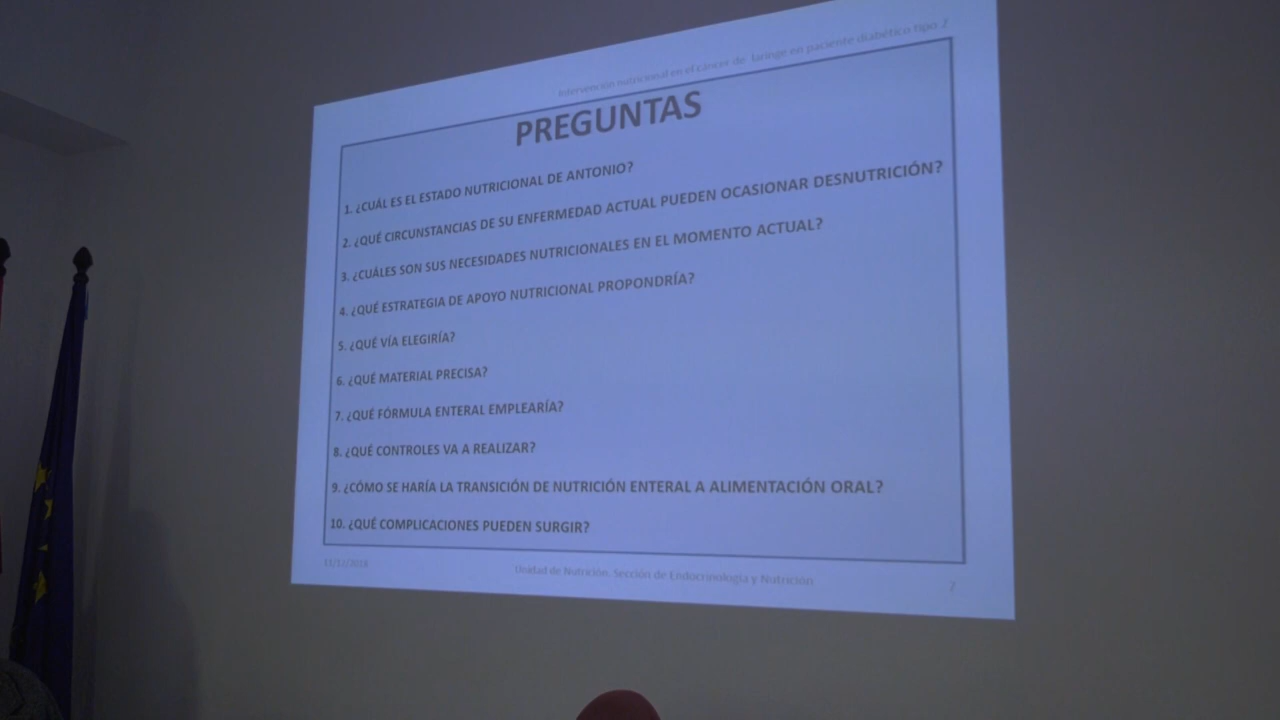 Intervención nutricional en el cáncer de laringe en paciente diabético tipo 2
PREGUNTAS
1. ¿CUÁL ES EL ESTADO NUTRICIONAL DE ANTONIO?
2. ¿QUÉ CIRCUNSTANCIAS DE SU ENFERMEDAD ACTUAL PUEDEN OCASIONAR DESNUTRICIÓN?
3. ¿CUÁLES SON SUS NECESIDADES NUTRICIONALES EN EL MOMENTO ACTUAL?
4. ¿QUÉ ESTRATEGIA DE APOYO NUTRICIONAL PROPONDRÍA?
5. ¿QUÉ VÍA ELEGIRÍA?
6. ¿QUÉ MATERIAL PRECISA?
7. ¿QUÉ FÓRMULA ENTERAL EMPLEARÍA?
8. ¿QUÉ CONTROLES VA A REALIZAR?
9. ¿CÓMO SE HARÍA LA TRANSICIÓN DE NUTRICIÓN ENTERAL A ALIMENTACIÓN ORAL?
10. ¿QUÉ COMPLICACIONES PUEDEN SURGIR?
Unidad de Nutrición. Sección de Endocrinología y Nutrición
7